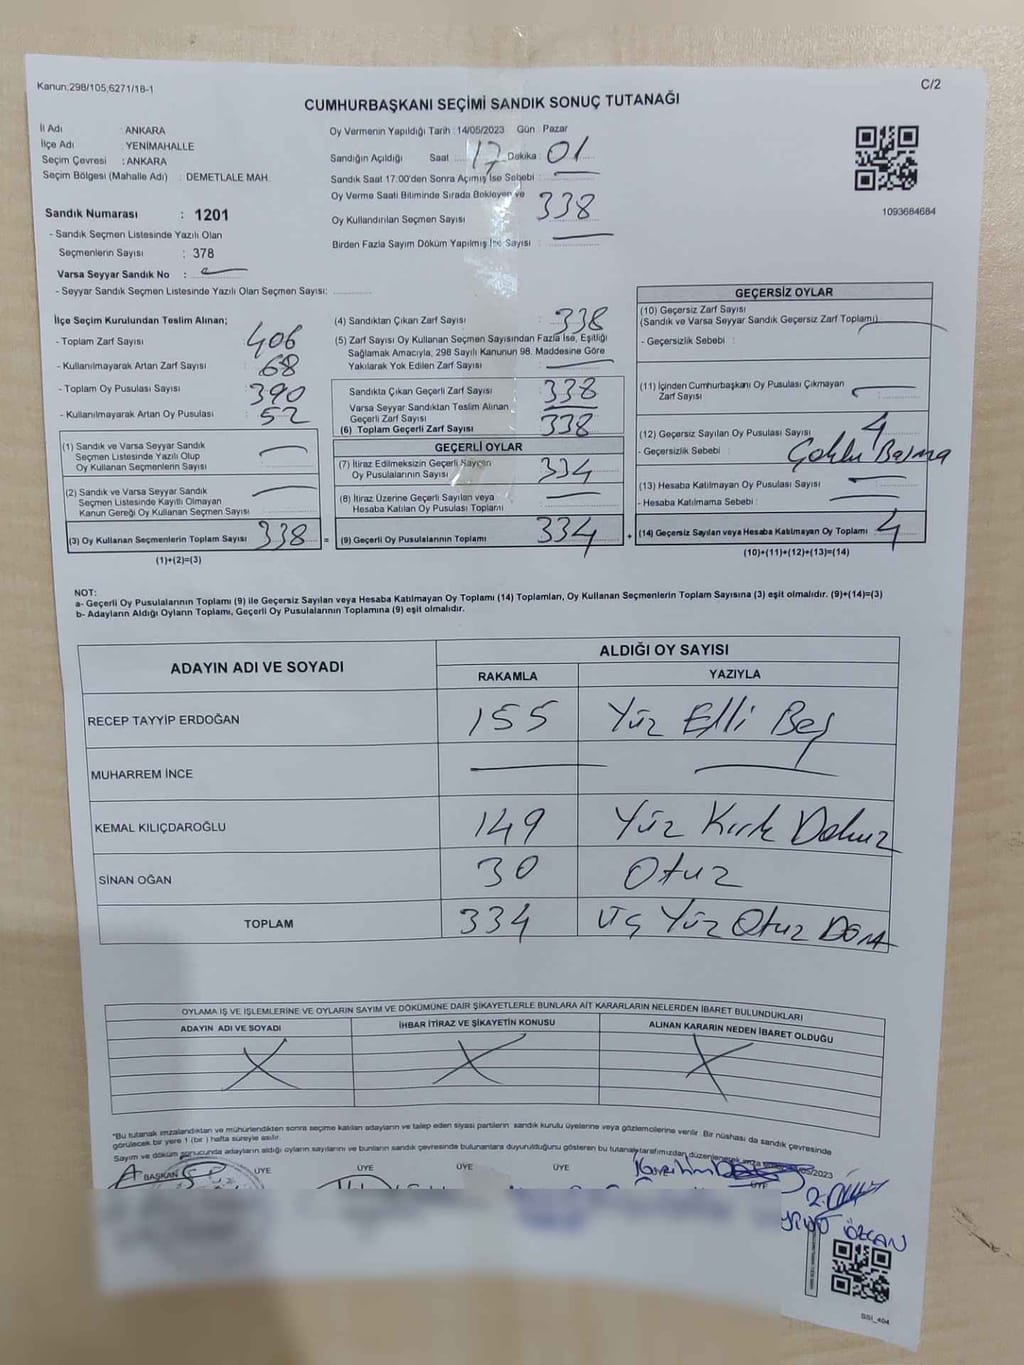 Kanun:298/105;6271/18-1
C/2
CUMHURBAŞKANI SEÇİMİ SANDIK SONUÇ TUTANAĞI
İl Adı : ANKARA
İlçe Adı : YENİMAHALLE
Seçim Çevresi : ANKARA
Seçim Bölgesi (Mahalle Adı) : DEMETLALE MAH.
Sandık Numarası : 1201
- Sandık Seçmen Listesinde Yazılı Olan
Seçmenlerin Sayısı : 378
Varsa Seyyar Sandık No :
- Seyyar Sandık Seçmen Listesinde Yazılı Olan Seçmen Sayısı:
Oy Vermenin Yapıldığı Tarih : 14/05/2023 Gün : Pazar
Sandığın Açıldığı Saat : 17 Dakika : 01
Sandık Saat 17:00'den Sonra Açımış İse Sebebi :
Oy Verme Saati Bitiminde Sırada Bekleyen ve
Oy Kullandırılan Seçmen Sayısı : 338
Birden Fazla Sayım Döküm Yapılmış İse Sayısı :
1093684684
İlçe Seçim Kurulundan Teslim Alınan;
- Toplam Zarf Sayısı : 406
- Kullanılmayarak Artan Zarf Sayısı : 68
- Toplam Oy Pusulası Sayısı : 390
- Kullanılmayarak Artan Oy Pusulası : 52
(1) Sandık ve Varsa Seyyar Sandık
Seçmen Listesinde Yazılı Olup
Oy Kullanan Seçmenlerin Sayısı
(2) Sandık ve Varsa Seyyar Sandık
Seçmen Listesinde Kayıtlı Olmayan
Kanun Gereği Oy Kullanan Seçmen Sayısı
(3) Oy Kullanan Seçmenlerin Toplam Sayısı 338
(1)+(2)=(3)
(4) Sandıktan Çıkan Zarf Sayısı : 338
(5) Zarf Sayısı Oy Kullanan Seçmen Sayısından Fazla İse, Eşitliği
Sağlamak Amacıyla, 298 Sayılı Kanunun 98. Maddesine Göre
Yakılarak Yok Edilen Zarf Sayısı :
Sandıkta Çıkan Geçerli Zarf Sayısı : 338
Varsa Seyyar Sandıktan Teslim Alınan
Geçerli Zarf Sayısı
(6) Toplam Geçerli Zarf Sayısı : 338
GEÇERLİ OYLAR
(7) İtiraz Edilmeksizin Geçerli Sayılan
Oy Pusulalarının Sayısı : 334
(8) İtiraz Üzerine Geçerli Sayılan veya
Hesaba Katılan Oy Pusulası Toplamı
= (9) Geçerli Oy Pusulalarının Toplamı 334 +
GEÇERSİZ OYLAR
(10) Geçersiz Zarf Sayısı
(Sandık ve Varsa Seyyar Sandık Geçersiz Zarf Toplamı)
- Geçersizlik Sebebi :
(11) İçinden Cumhurbaşkanı Oy Pusulası Çıkmayan
Zarf Sayısı
(12) Geçersiz Sayılan Oy Pusulası Sayısı : 4
- Geçersizlik Sebebi : Çoklu Basma
(13) Hesaba Katılmayan Oy Pusulası Sayısı :
- Hesaba Katılmama Sebebi :
(14) Geçersiz Sayılan veya Hesaba Katılmayan Oy Toplamı 4
(10)+(11)+(12)+(13)=(14)
NOT:
a- Geçerli Oy Pusulalarının Toplamı (9) ile Geçersiz Sayılan veya Hesaba Katılmayan Oy Toplamı (14) Toplamları, Oy Kullanan Seçmenlerin Toplam Sayısına (3) eşit olmalıdır. (9)+(14)=(3)
b- Adayların Aldığı Oyların Toplamı, Geçerli Oy Pusulalarının Toplamına (9) eşit olmalıdır.
ADAYIN ADI VE SOYADI
ALDIĞI OY SAYISI
RAKAMLA YAZIYLA
RECEP TAYYİP ERDOĞAN 155 Yüz Elli Beş
MUHARREM İNCE
KEMAL KILIÇDAROĞLU 149 Yüz Kırk Dokuz
SİNAN OĞAN 30 Otuz
TOPLAM 334 Üç Yüz Otuz Dört
OYLAMA İŞ VE İŞLEMLERİNE VE OYLARIN SAYIM VE DÖKÜMÜNE DAİR ŞİKAYETLERLE BUNLARA AİT KARARLARIN NELERDEN İBARET BULUNDUKLARI
ADAYIN ADI VE SOYADI İHBAR İTİRAZ VE ŞİKAYETİN KONUSU ALINAN KARARIN NEDEN İBARET OLDUĞU
"Bu tutanak imzalandıktan ve mühürlendikten sonra seçime katılan adayların ve talep eden siyasi partilerin sandık kurulu üyelerine veya gözlemcilerine verilir. Bir nüshası da sandık çevresinde
görülecek bir yere 1 (bir ) hafta süreyle asılır.
Sayım ve döküm sonucunda adayların aldığı oyların sayılarını ve bunların sandık çevresinde bulunanlara duyurulduğunu gösteren bu tutanak tarafımızdan düzenlenerek imza
BAŞKAN ÜYE ÜYE ÜYE ÜYE ÜYE
ÖZCAN
SSI_404